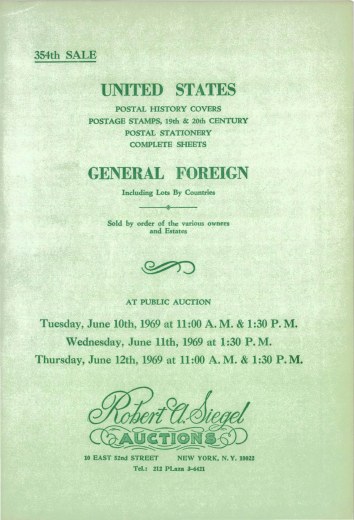 354th SALE
UNITED STATES
POSTAL HISTORY COVERS
POSTAGE STAMPS, 19th & 20th CENTURY
POSTAL STATIONERY
COMPLETE SHEETS
GENERAL FOREIGN
Including Lots By Countries
Sold by order of the various owners
and Estates
AT PUBLIC AUCTION
Tuesday, June 10th, 1969 at 11:00 A. M. & 1:30 P. M.
Wednesday, June 11th, 1969 at 1:30 P. M.
Thursday, June 12th, 1969 at 11:00 A. M. & 1:30 P. M.
Robert A. Siegel
AUCTIONS
10 EAST 52nd STREET NEW YORK, N. Y. 10022
Tel.: 212 PLaza 3-6421